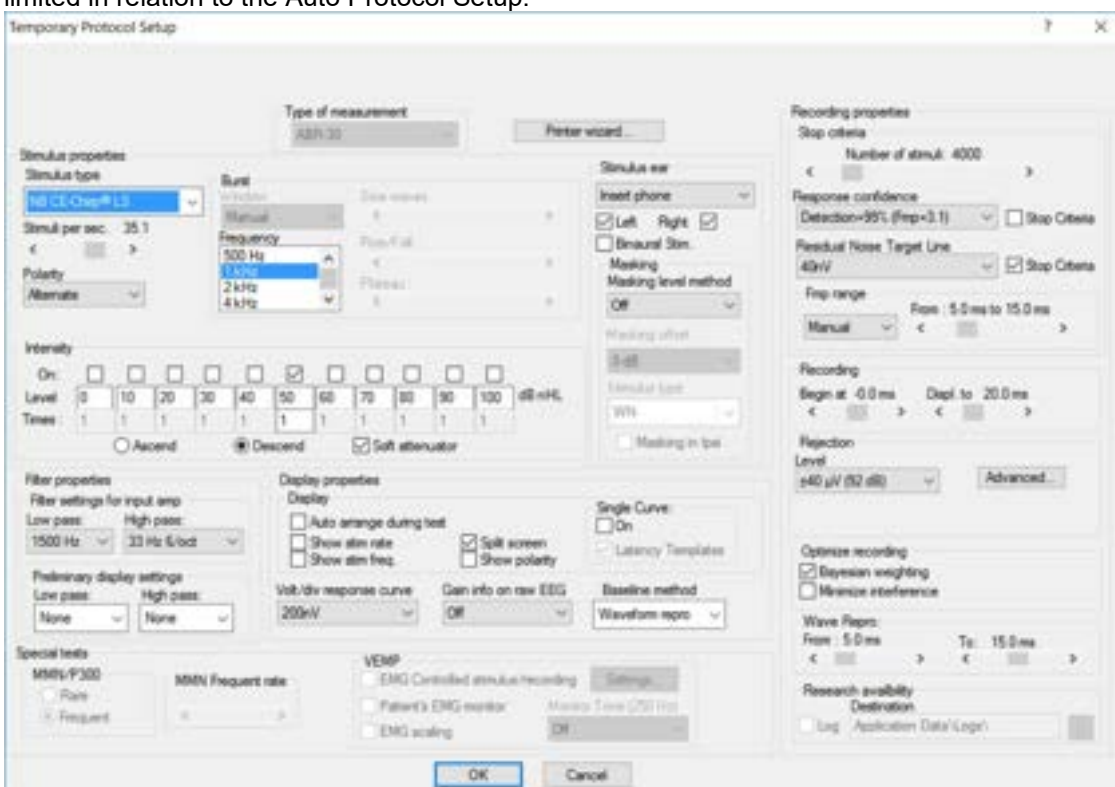 limited in relation to the Auto Protocol Setup.
Temporary Protocol Setup
? ×
Type of measurement
ABR 30
Printer wizard...
Stimulus properties
Stimulus type
NB CE-Chirp® LS
Stimuli per sec. 35.1
< >
Polarity
Alternate
Burst
Manual
Frequency
500 Hz
1 kHz
2 kHz
4 kHz
Sine waves
Rise/Fall
Plateau
Stimulus ear
Insert phone
Left Right
Binaural Stim.
Masking
Masking level method
Off
Masking offset
0 dB
Stimulus type
WN
Masking in tpei
Intensity
On:
Level 0 10 20 30 40 50 60 70 80 90 100 dB nHL
Times: 1 1 1 1 1 1 1 1 1 1 1
Ascend Descend Soft attenuator
Filter properties
Filter settings for input amp
Low pass: High pass:
1500 Hz 33 Hz 6/oct
Preliminary display settings
Low pass: High pass:
None None
Display properties
Display
Auto arrange during test
Show stim rate Split screen
Show stim freq. Show polarity
Single Curve:
On
Latency Templates
Volt/div response curve Gain info on raw EEG Baseline method
200nV Off Waveform repro
Special tests
MMN/P300
Rare
Frequent
MMN Frequent rate
< >
VEMP
EMG Controlled stimulus recording Settings...
Patient's EMG monitor Monitor Tone (250 Hz)
EMG scaling Off
Recording properties
Stop criteria
Number of stimuli: 4000
< >
Response confidence
Detection=95% (Fmp=3.1) Stop Criteria
Residual Noise Target Line
40nV Stop Criteria
Fmp range
From : 5.0 ms to 15.0 ms
Manual < >
Recording
Begin at -0.0 ms Displ. to 20.0 ms
< > < >
Rejection
Level
±40 µV (92 dB) Advanced...
Optimize recording
Bayesian weighting
Minimize interference
Wave Repro:
From : 5.0 ms To: 15.0 ms
< > < >
Research availbility
Destination
Log Application Data\Logs\
OK Cancel